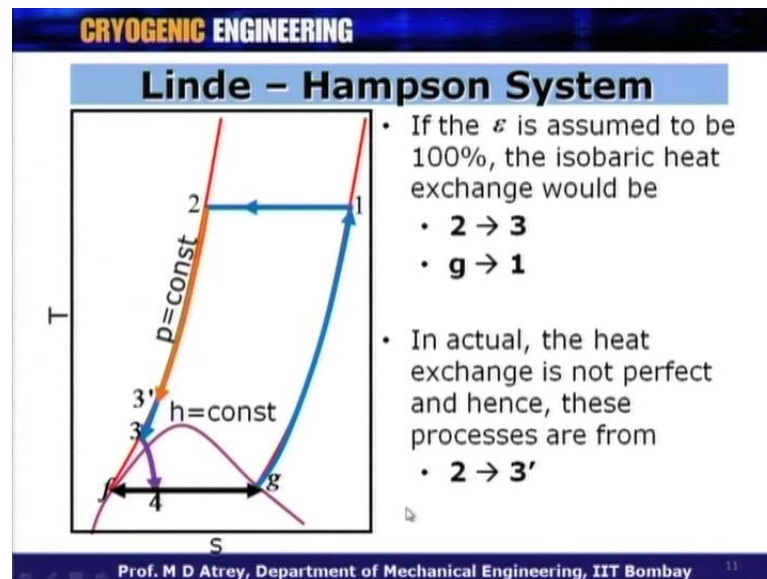 CRYOGENIC ENGINEERING
Linde – Hampson System
• If the ε is assumed to be
100%, the isobaric heat
exchange would be
• 2 → 3
• g → 1
• In actual, the heat
exchange is not perfect
and hence, these
processes are from
• 2 → 3′
2
1
p=const
T
3'
h=const
3
f
g
4
S
Prof. M D Atrey, Department of Mechanical Engineering, IIT Bombay
11